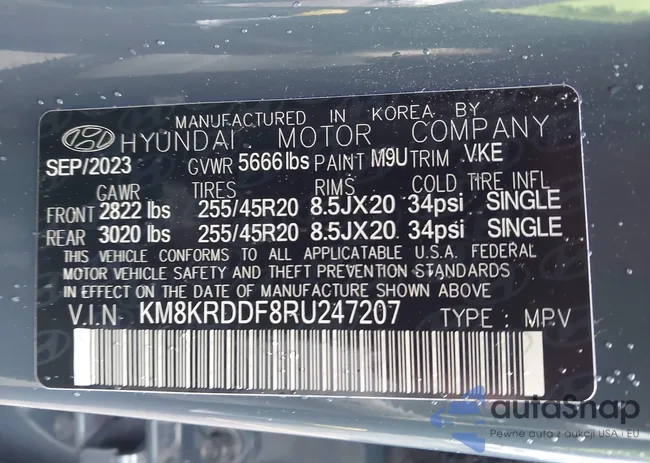 MANUFACTURED IN KOREA BY
HYUNDAI MOTOR COMPANY
SEP/2023 GVWR 5666 lbs PAINT M9U TRIM VKE
GAWR TIRES RIMS COLD TIRE INFL
FRONT 2822 lbs 255/45R20 8.5JX20 34psi SINGLE
REAR 3020 lbs 255/45R20 8.5JX20 34psi SINGLE
THIS VEHICLE CONFORMS TO ALL APPLICATABLE U.S.A. FEDERAL
MOTOR VEHICLE SAFETY AND THEFT PREVENTION STANDARDS
IN EFFECT ON THE DATE OF MANUFACTURE SHOWN ABOVE
V.I.N KM8KRDDF8RU247207 TYPE : MPV
autoSnap
Pewne auta z aukcji USA i EU